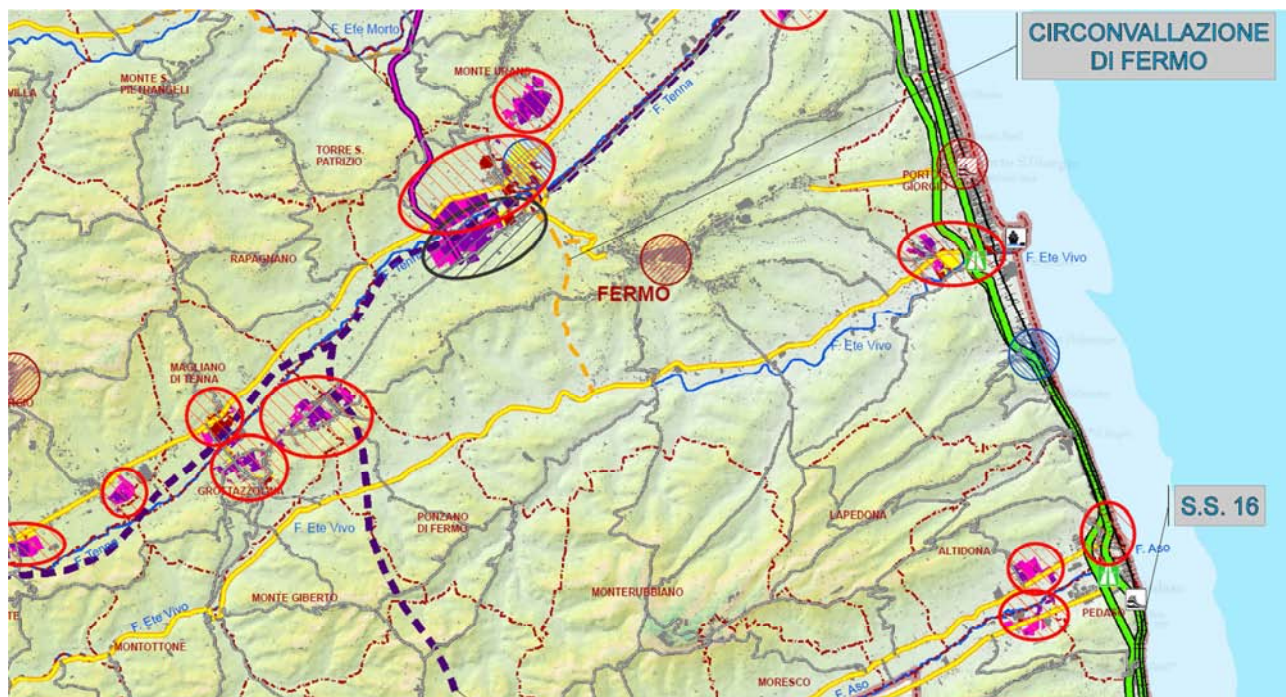 F. Ete Morto
CIRCONVALLAZIONE
DI FERMO
MONTE S.
PIETRANGELI
MONTE URANO
VILLA
F. Tenna
TORRE S.
PATRIZIO
PORTO S.
GIORGIO
RAPAGNANO
F. Tenna
F. Ete Vivo
FERMO
F. Ete Vivo
MAGLIANO
DI TENNA
GROTTAZZOLINA
F. Ete Vivo
PONZANO
DI FERMO
LAPEDONA
S.S. 16
F. Tenna
ALTIDONA
F. Aso
MONTE GIBERTO
MONTERUBBIANO
PEDASO
F. Ete Vivo
MONTOTTONE
MORESCO
F. Aso